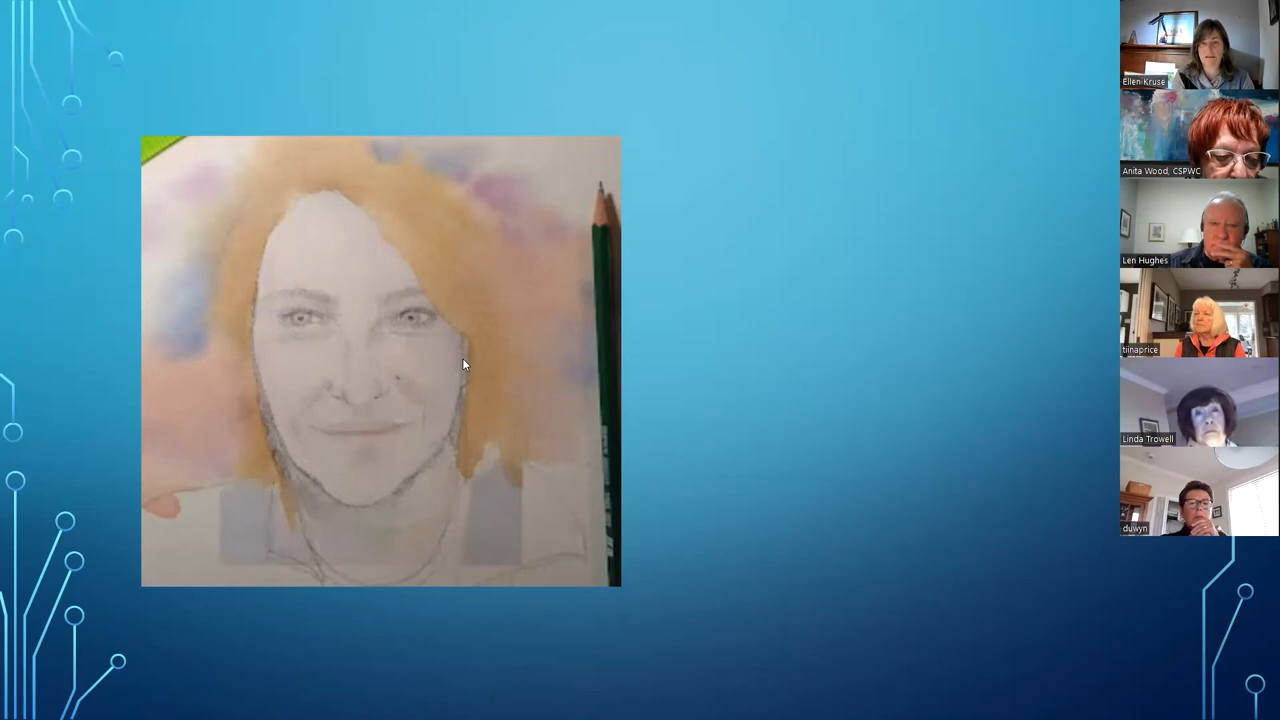 Ellen Kruse
Anita Wood, CSPWC
Len Hughes
tiinaprice
Linda Trowell
duwyn